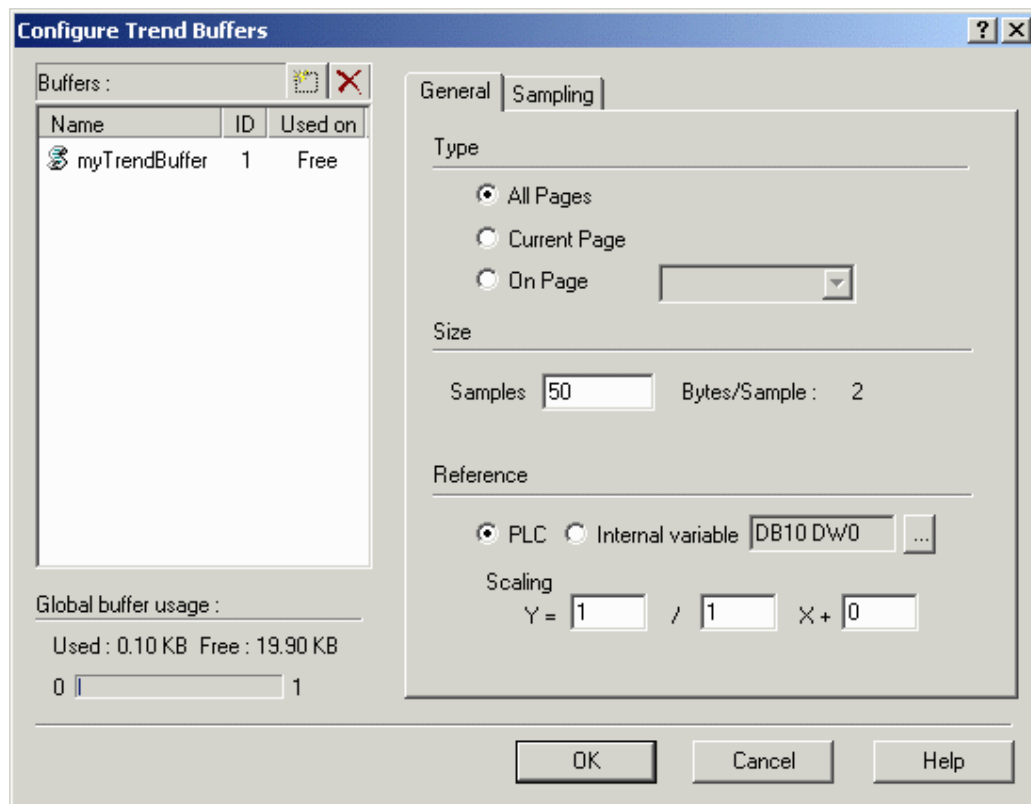 Configure Trend Buffers
Buffers :
Name ID Used on
myTrendBuffer 1 Free
Global buffer usage :
Used : 0.10 KB Free : 19.90 KB
0 1
General Sampling
Type
All Pages
Current Page
On Page
Size
Samples 50 Bytes/Sample : 2
Reference
PLC Internal variable DB10 DW0 ...
Scaling
Y = 1 / 1 X + 0
OK Cancel Help